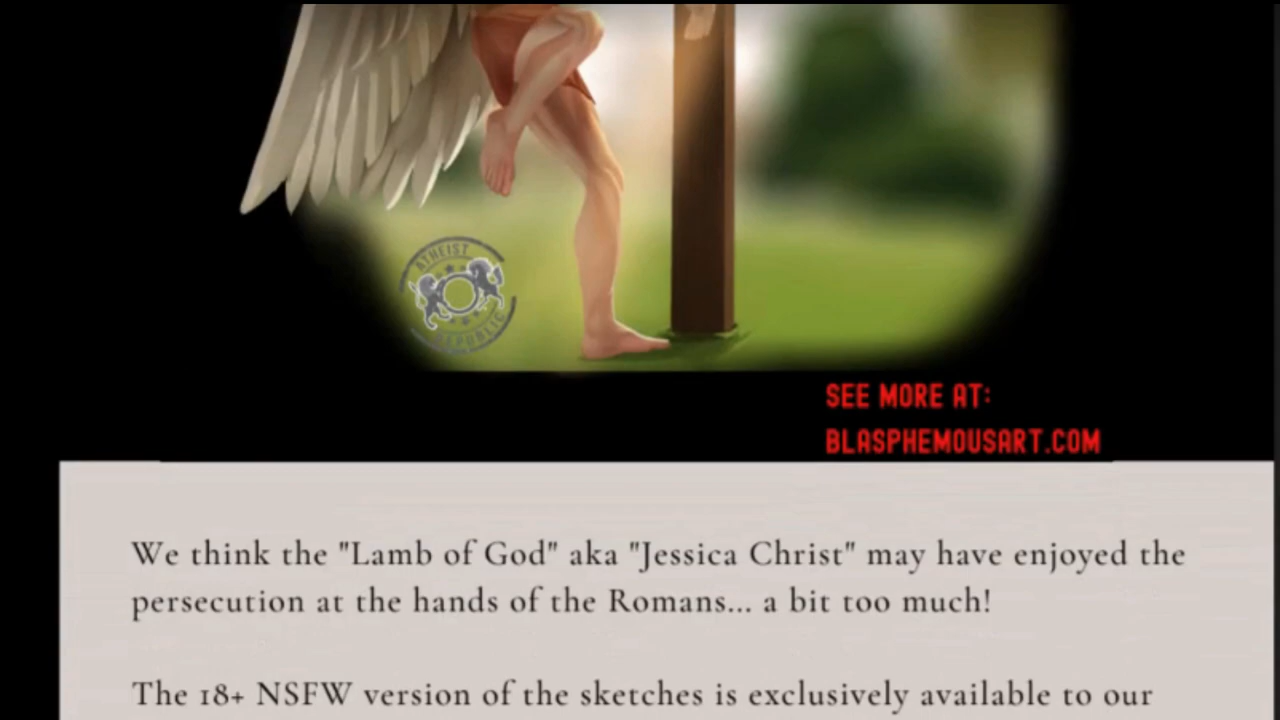 ATHEIST
REPUBLIC
SEE MORE AT:
BLASPHEMOUSART.COM
We think the "Lamb of God" aka "Jessica Christ" may have enjoyed the
persecution at the hands of the Romans... a bit too much!
The 18+ NSFW version of the sketches is exclusively available to our